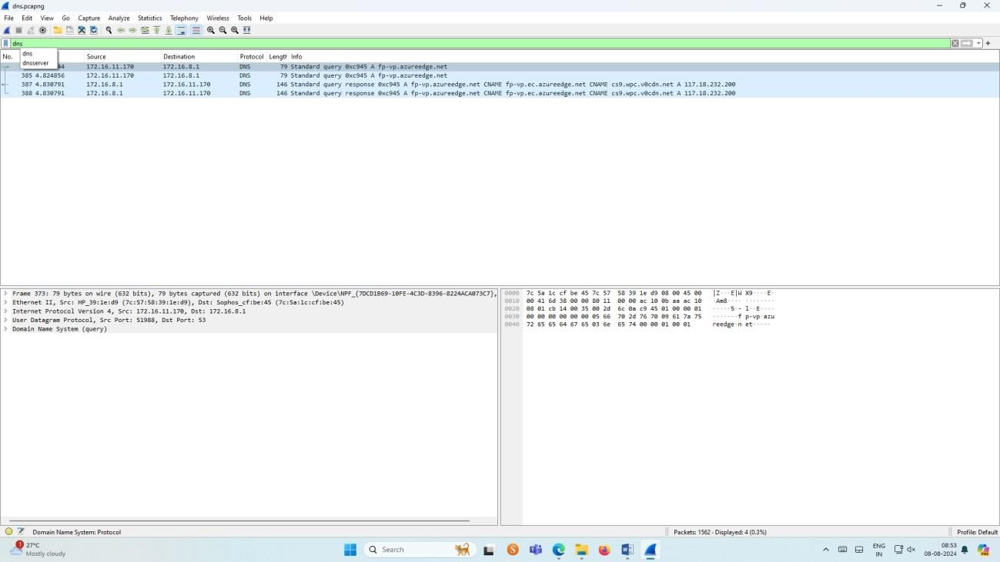 dns.pcapng
File Edit View Go Capture Analyze Statistics Telephony Wireless Tools Help
dns
dns
dnsserver
No. Source Destination Protocol Length Info
44 172.16.11.170 172.16.8.1 DNS 79 Standard query 0xc945 A fp-vp.azureedge.net
385 4.824856 172.16.11.170 172.16.8.1 DNS 79 Standard query 0xc945 A fp-vp.azureedge.net
387 4.830791 172.16.8.1 172.16.11.170 DNS 146 Standard query response 0xc945 A fp-vp.azureedge.net CNAME fp-vp.ec.azureedge.net CNAME cs9.wpc.v0cdn.net A 117.18.232.200
388 4.830791 172.16.8.1 172.16.11.170 DNS 146 Standard query response 0xc945 A fp-vp.azureedge.net CNAME fp-vp.ec.azureedge.net CNAME cs9.wpc.v0cdn.net A 117.18.232.200
Frame 373: 79 bytes on wire (632 bits), 79 bytes captured (632 bits) on interface \Device\NPF_{7DCD1B69-10FE-4C3D-8396-8224ACA073C7},
Ethernet II, Src: HP_39:1e:d9 (7c:57:58:39:1e:d9), Dst: Sophos_cf:be:45 (7c:5a:1c:cf:be:45)
Internet Protocol Version 4, Src: 172.16.11.170, Dst: 172.16.8.1
User Datagram Protocol, Src Port: 51988, Dst Port: 53
Domain Name System (query)
0000 7c 5a 1c cf be 45 7c 57 58 39 1e d9 08 00 45 00 |Z···E|W X9····E·
0010 00 41 6d 38 00 00 80 11 00 00 ac 10 0b aa ac 10 ·Am8···· ········
0020 08 01 cb 14 00 35 00 2d 6c 0a c9 45 01 00 00 01 ·····5·- l··E····
0030 00 00 00 00 00 00 05 66 70 2d 76 70 09 61 7a 75 ·······f p-vp·azu
0040 72 65 65 64 67 65 03 6e 65 74 00 00 01 00 01 reedge·n et·····
Domain Name System: Protocol Packets: 1562 · Displayed: 4 (0.3%) Profile: Default
1 27°C
Mostly cloudy
Search
ENG
IN
08:53
08-08-2024